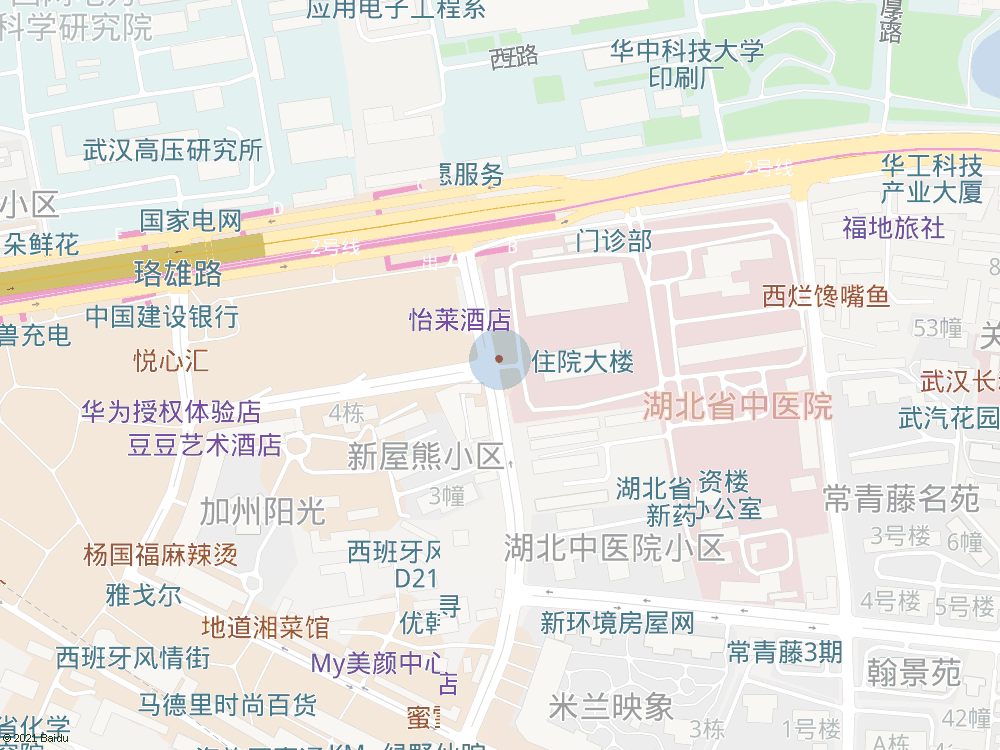 应用电子工程系
科学研究院
西路
华中科技大学
印刷厂
武汉高压研究所
愿服务
2号线
华工科技
产业大厦
小区
C
D
国家电网
E
福地旅社
朵鲜花
2号线
B
门诊部
珞雄路
A
西烂馋嘴鱼
中国建设银行
怡莱酒店
53幢
兽充电
关
悦心汇
住院大楼
武汉长
华为授权体验店
4栋
湖北省中医院
武汽花园
豆豆艺术酒店
新屋熊小区
3幢
湖北省
新药
资楼
办公室
常青藤名苑
加州阳光
3号楼
6幢
杨国福麻辣烫
西班牙风
D21
湖北中医院小区
雅戈尔
4号楼
5号楼
寻
地道湘菜馆
新环境房屋网
西班牙风情街
常青藤3期
My美颜中心
店
翰景苑
马德里时尚百货
米兰映象
42幢
省化学
3栋
1号楼
A栋
© 2021 Baidu